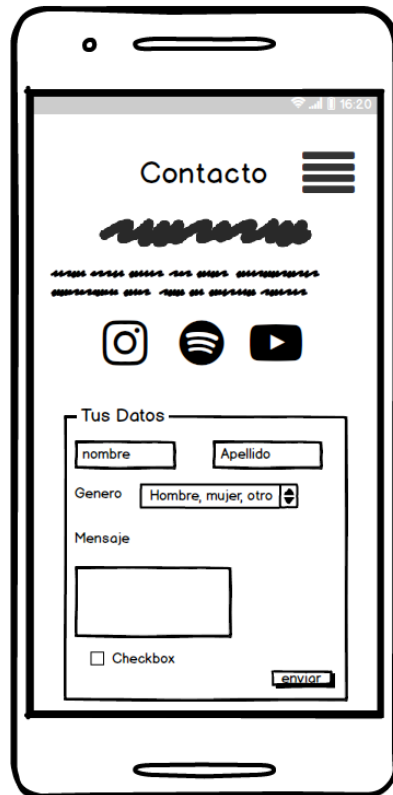 16:20
Contacto
Tus Datos
nombre Apellido
Genero Hombre, mujer, otro
Mensaje
Checkbox
enviar